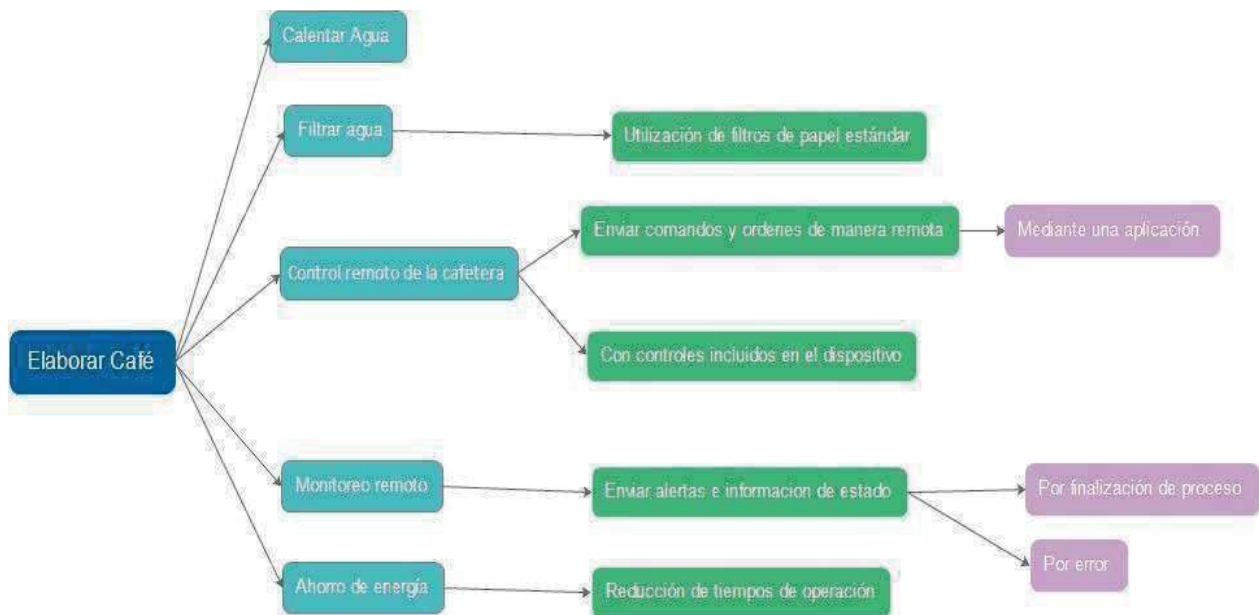 Calentar Agua
Filtrar agua
Utilización de filtros de papel estándar
Enviar comandos y ordenes de manera remota
Mediante una aplicación
Control remoto de la cafetera
Con controles incluidos en el dispositivo
Elaborar Café
Monitoreo remoto
Enviar alertas e informacion de estado
Por finalización de proceso
Por error
Ahorro de energía
Reducción de tiempos de operación